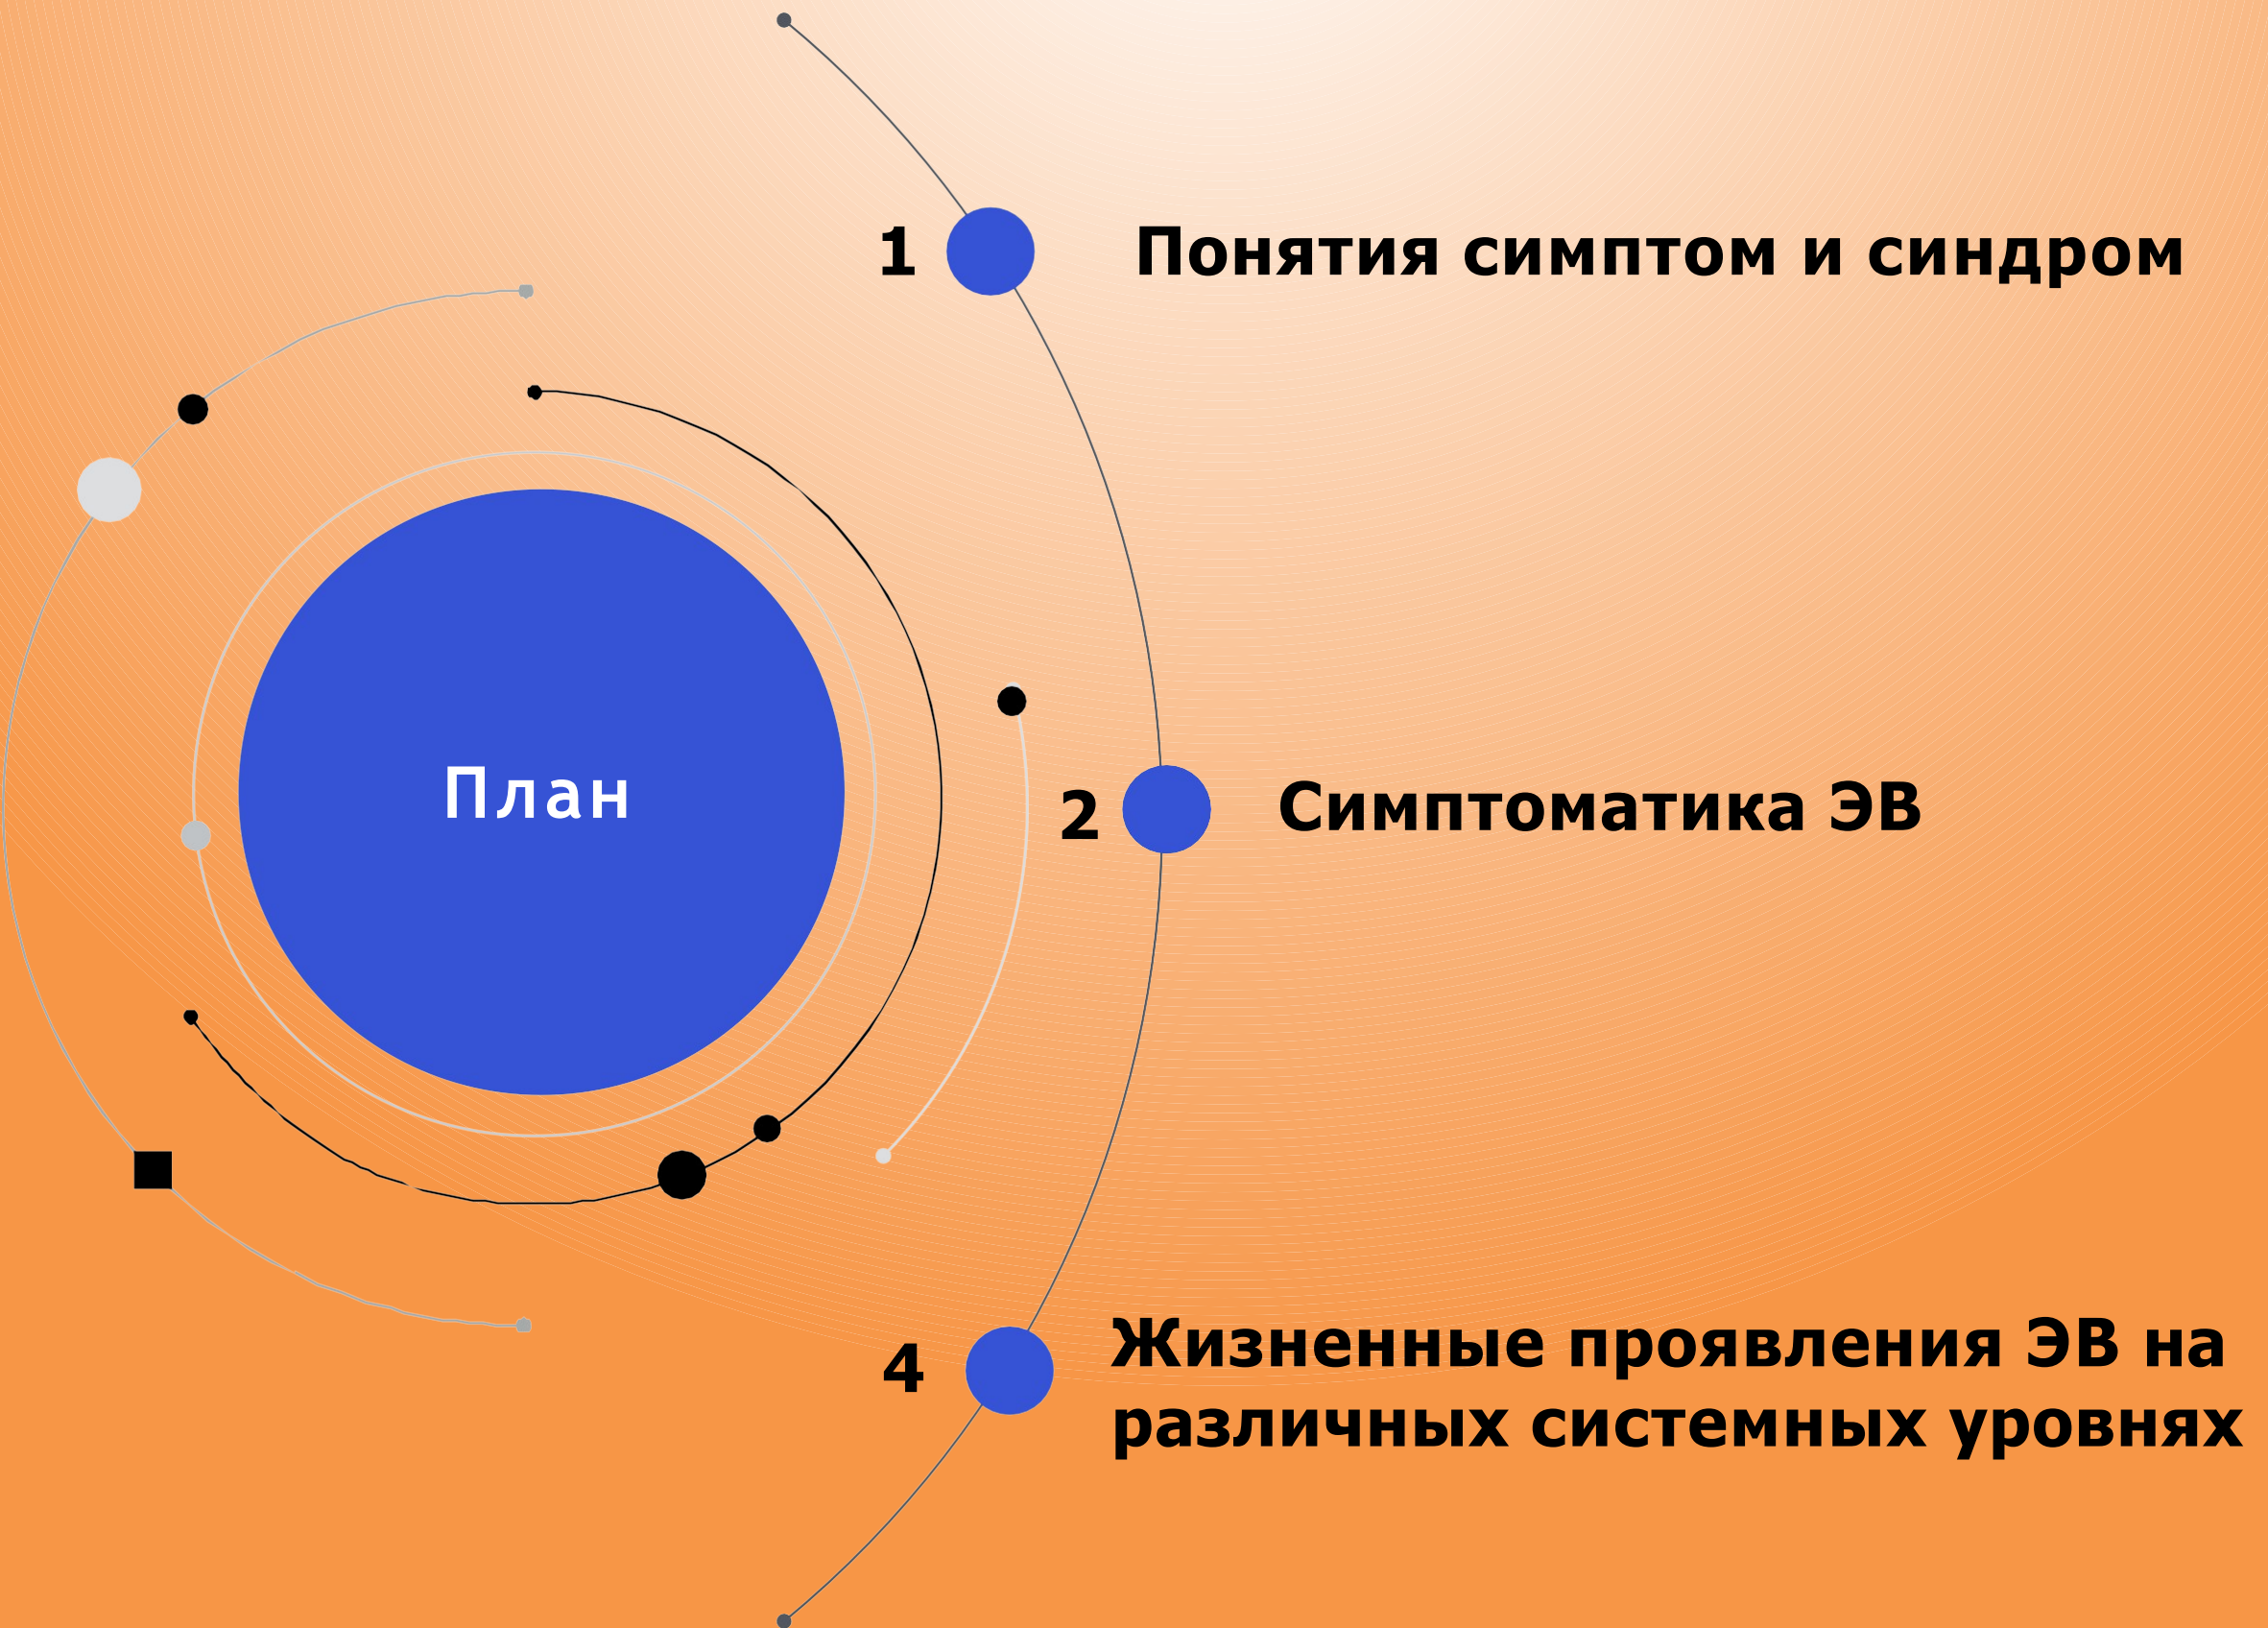 План
1 Понятия симптом и синдром
2 Симптоматика ЭВ
4 Жизненные проявления ЭВ на
различных системных уровнях